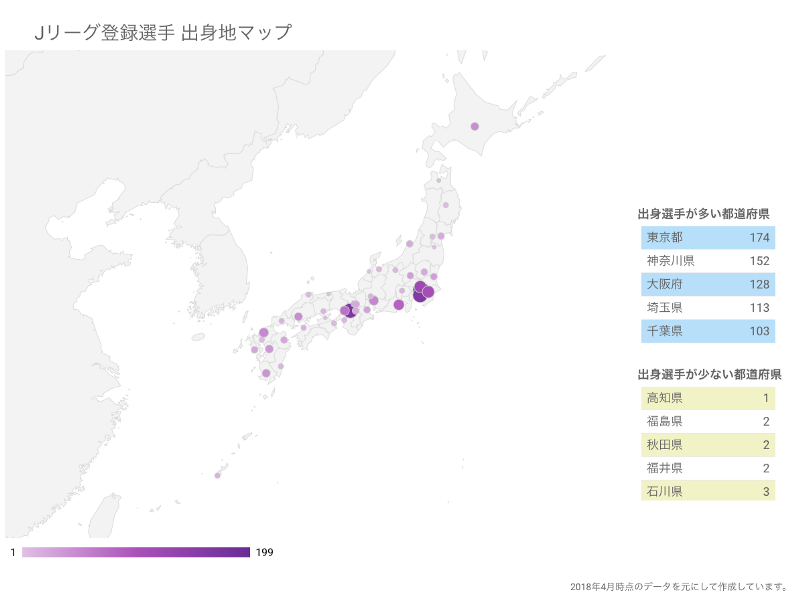 Jリーグ登録選手 出身地マップ
出身選手が多い都道府県
東京都 174
神奈川県 152
大阪府 128
埼玉県 113
千葉県 103
出身選手が少ない都道府県
高知県 1
福島県 2
秋田県 2
福井県 2
石川県 3
1 199
2018年4月時点のデータを元にして作成しています。